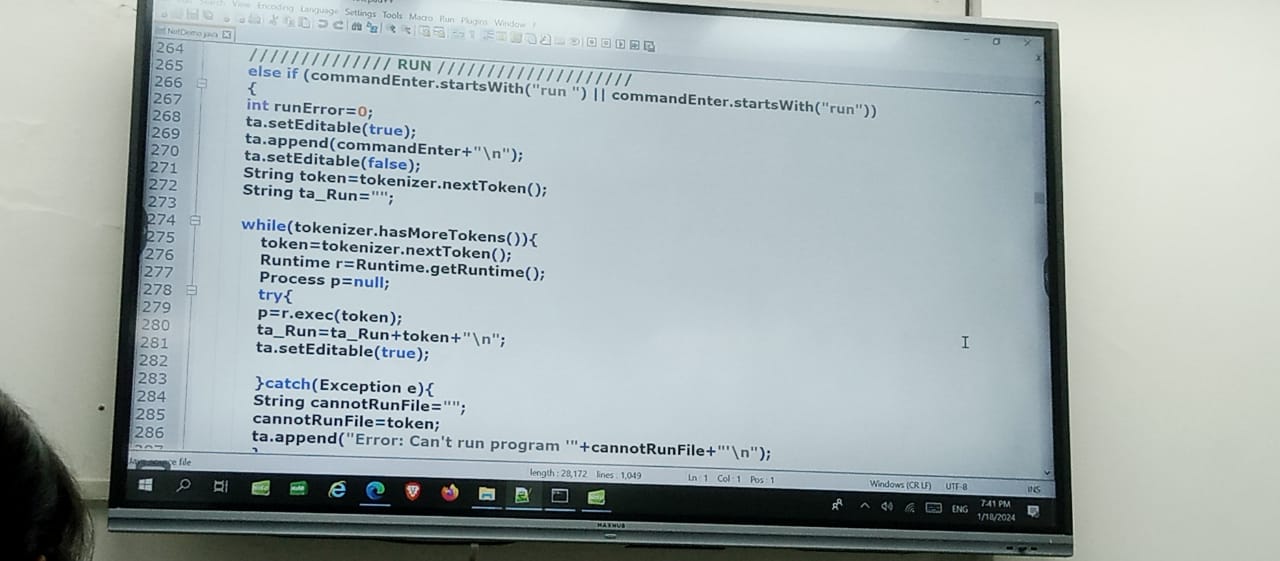 Search View Encoding Language Settings Tools Macro Run Plugins Window ?
NetDemo.java
264
265 ////////////// RUN ////////////////////
266 else if (commandEnter.startsWith("run ") || commandEnter.startsWith("run"))
267 {
268 int runError=0;
269 ta.setEditable(true);
270 ta.append(commandEnter+"\n");
271 ta.setEditable(false);
272 String token=tokenizer.nextToken();
273 String ta_Run="";
274
275 while(tokenizer.hasMoreTokens()){
276 token=tokenizer.nextToken();
277 Runtime r=Runtime.getRuntime();
278 Process p=null;
279 try{
280 p=r.exec(token);
281 ta_Run=ta_Run+token+"\n";
282 ta.setEditable(true);
283
284 }catch(Exception e){
285 String cannotRunFile="";
286 cannotRunFile=token;
ta.append("Error: Can't run program '"+cannotRunFile+"'\n");
Java source file length : 28,172 lines : 1,049 Ln : 1 Col : 1 Pos : 1 Windows (CR LF) UTF-8 INS
ENG 7:41 PM
1/18/2024
MAXHUB